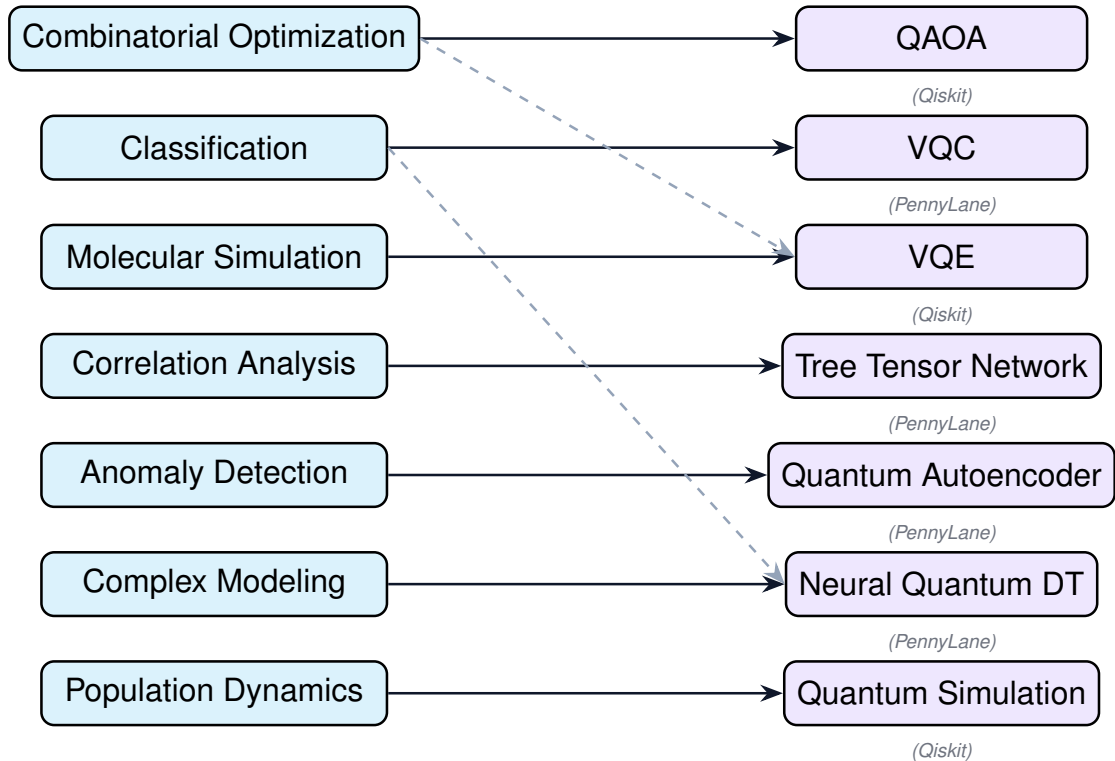 Combinatorial Optimization
QAOA
(Qiskit)
Classification
VQC
(PennyLane)
Molecular Simulation
VQE
(Qiskit)
Correlation Analysis
Tree Tensor Network
(PennyLane)
Anomaly Detection
Quantum Autoencoder
(PennyLane)
Complex Modeling
Neural Quantum DT
(PennyLane)
Population Dynamics
Quantum Simulation
(Qiskit)